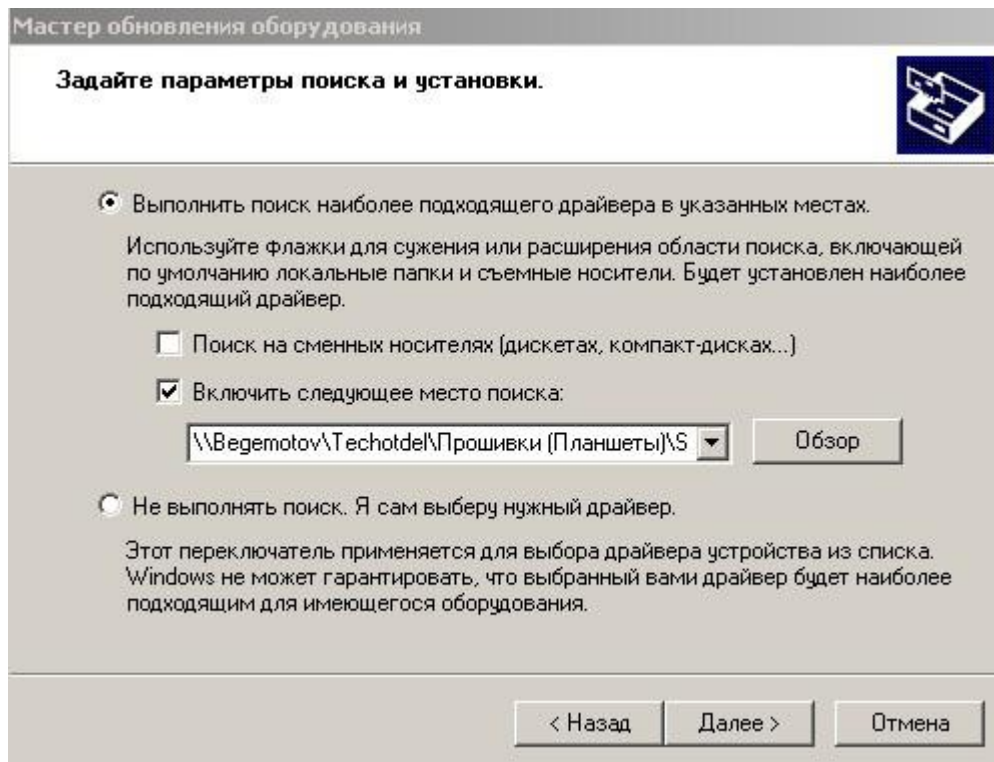 Мастер обновления оборудования
Задайте параметры поиска и установки.
Выполнить поиск наиболее подходящего драйвера в указанных местах.
Используйте флажки для сужения или расширения области поиска, включающей
по умолчанию локальные папки и съемные носители. Будет установлен наиболее
подходящий драйвер.
Поиск на сменных носителях (дискетах, компакт-дисках...)
Включить следующее место поиска:
\\Begemotov\Techotdel\Прошивки (Планшеты)\S
Обзор
Не выполнять поиск. Я сам выберу нужный драйвер.
Этот переключатель применяется для выбора драйвера устройства из списка.
Windows не может гарантировать, что выбранный вами драйвер будет наиболее
подходящим для имеющегося оборудования.
< Назад Далее > Отмена